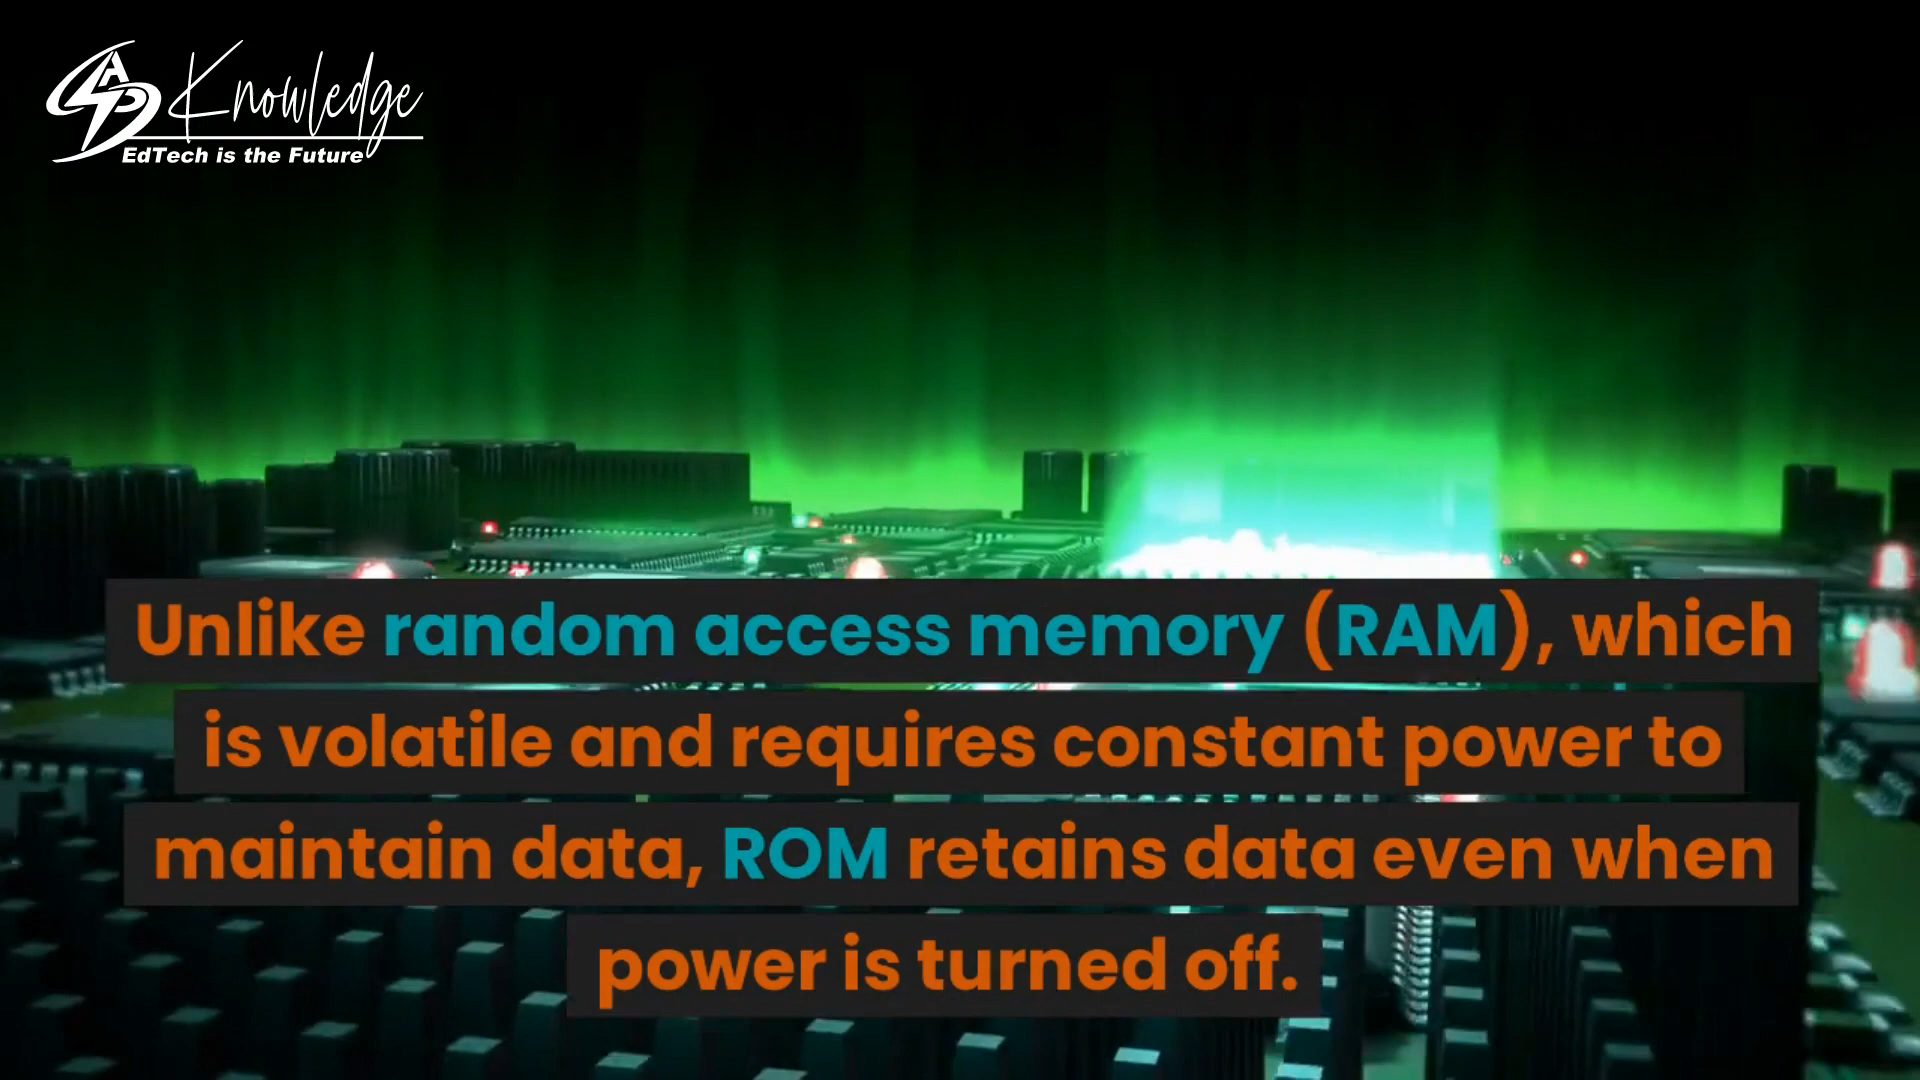 Knowledge
EdTech is the Future
Unlike random access memory (RAM), which
is volatile and requires constant power to
maintain data, ROM retains data even when
power is turned off.